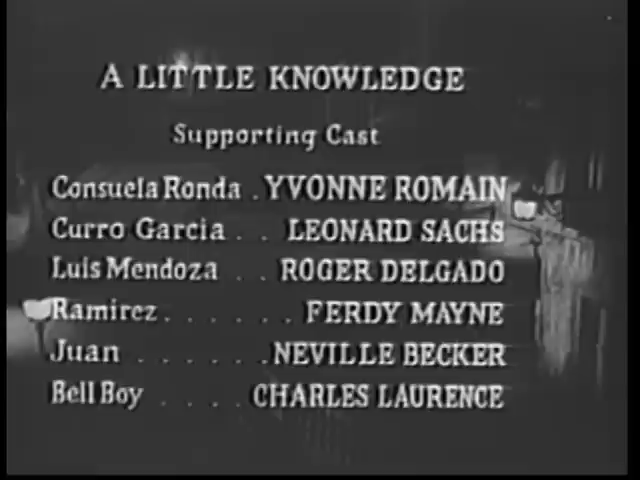 A LITTLE KNOWLEDGE
Supporting Cast
Consuela Ronda . YVONNE ROMAIN
Curro Garcia . . LEONARD SACHS
Luis Mendoza . . ROGER DELGADO
Ramirez . . . . . . FERDY MAYNE
Juan . . . . . . NEVILLE BECKER
Bell Boy . . . . CHARLES LAURENCE